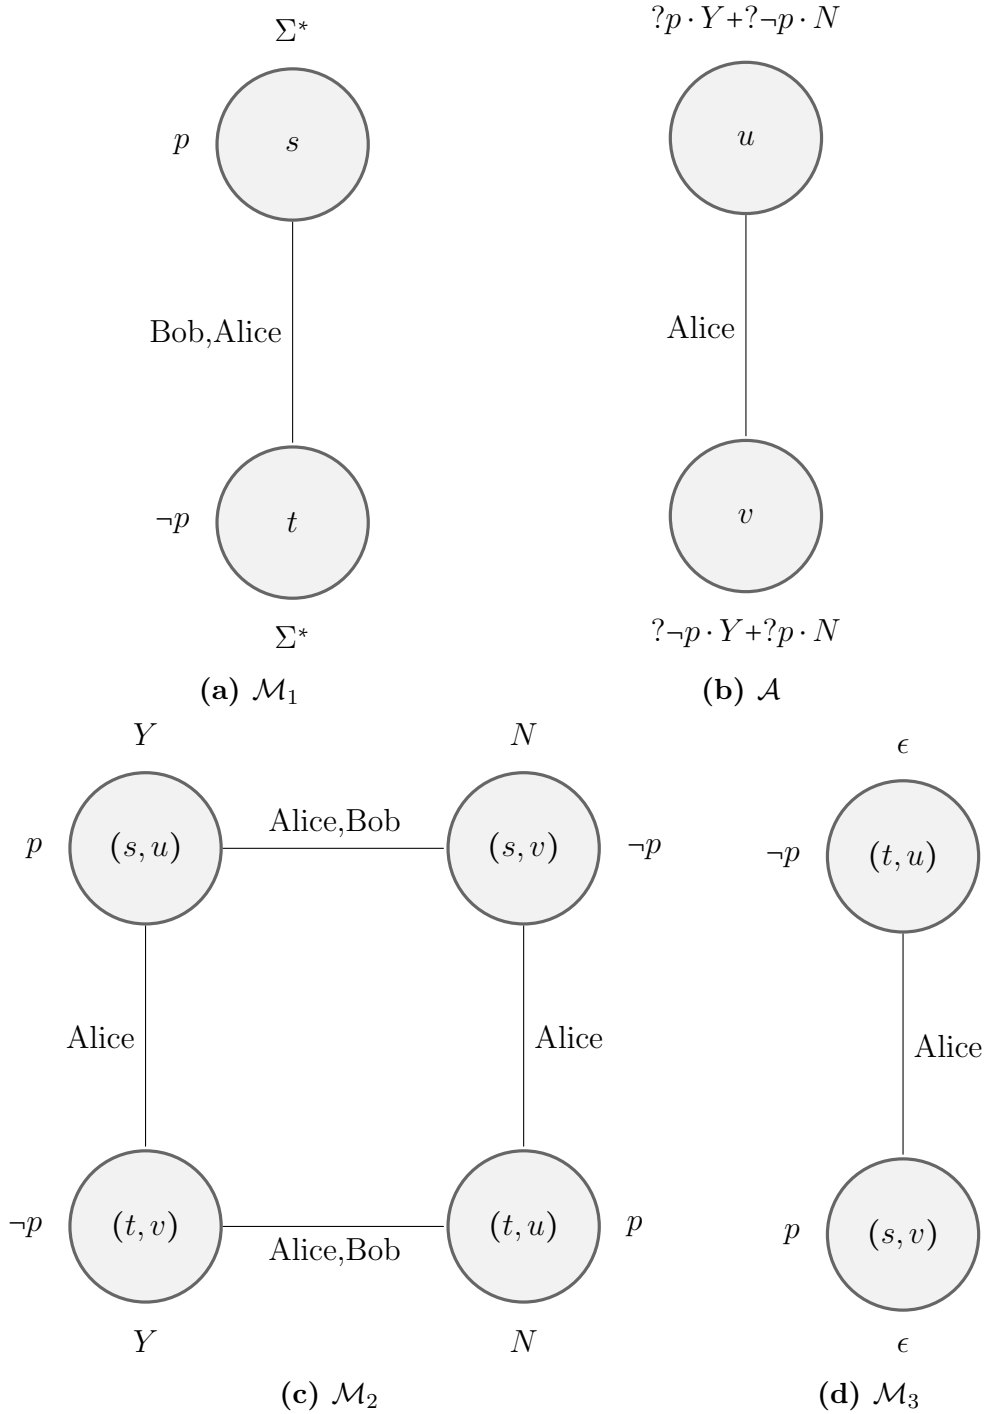 Σ*
p
s
Bob,Alice
¬p
t
Σ*
(a) ℳ₁
?p · Y+?¬p · N
u
Alice
v
?¬p · Y+?p · N
(b) 𝒜
Y
N
p
(s, u)
Alice,Bob
(s, v)
¬p
Alice
Alice
¬p
(t, v)
Alice,Bob
(t, u)
p
Y
N
(c) ℳ₂
ϵ
¬p
(t, u)
Alice
p
(s, v)
ϵ
(d) ℳ₃